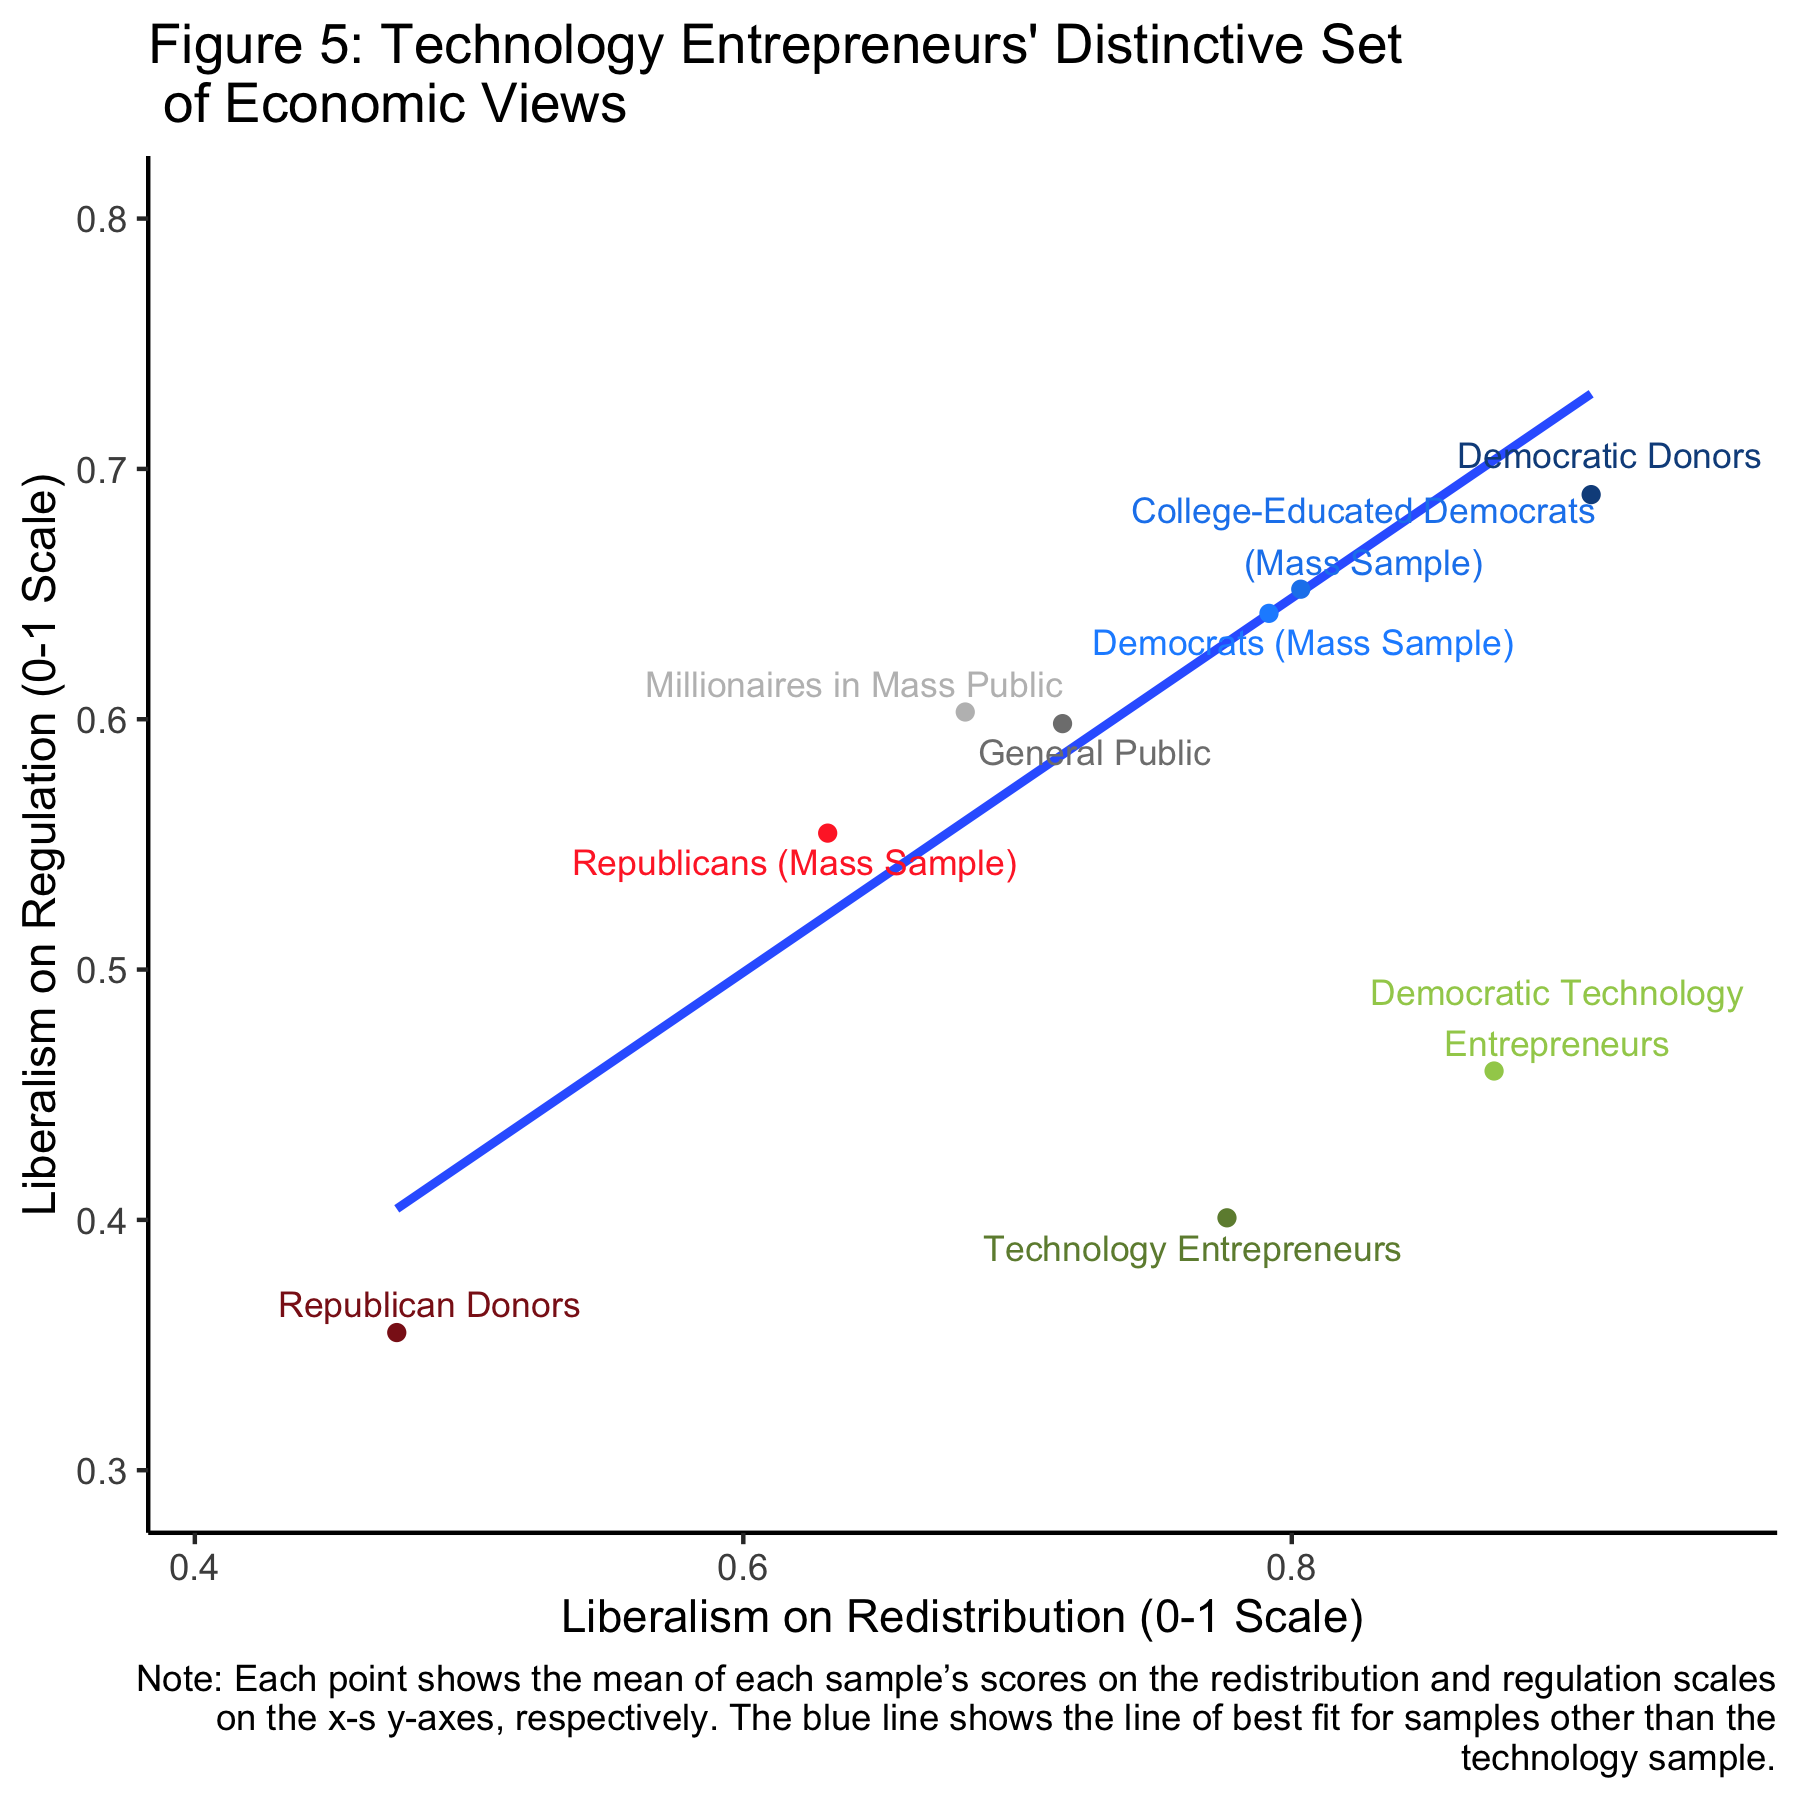 Figure 5: Technology Entrepreneurs' Distinctive Set
of Economic Views
Liberalism on Regulation (0-1 Scale)
0.8
0.7
0.6
0.5
0.4
0.3
Democratic Donors
College-Educated Democrats
(Mass Sample)
Democrats (Mass Sample)
Millionaires in Mass Public
General Public
Republicans (Mass Sample)
Democratic Technology
Entrepreneurs
Technology Entrepreneurs
Republican Donors
0.4
0.6
0.8
Liberalism on Redistribution (0-1 Scale)
Note: Each point shows the mean of each sample’s scores on the redistribution and regulation scales
on the x-s y-axes, respectively. The blue line shows the line of best fit for samples other than the
technology sample.